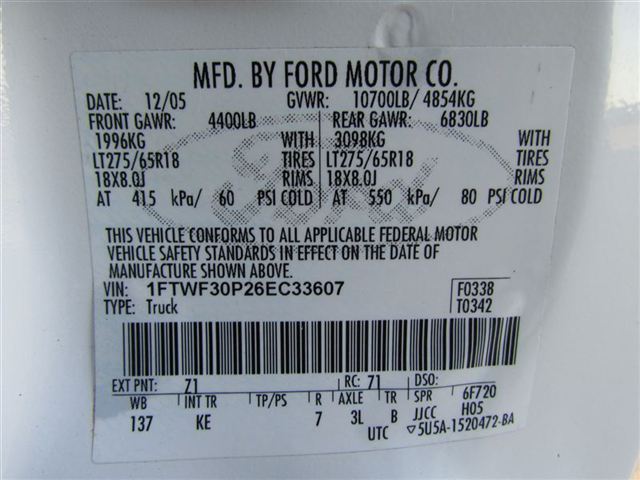 MFD. BY FORD MOTOR CO.
DATE: 12/05 GVWR: 10700LB/ 4854KG
FRONT GAWR: 4400LB REAR GAWR: 6830LB
1996KG WITH 3098KG WITH
LT275/65R18 TIRES LT275/65R18 TIRES
18X8.0J RIMS 18X8.0J RIMS
AT 415 kPa/ 60 PSI COLD AT 550 kPa/ 80 PSI COLD
Ford
THIS VEHICLE CONFORMS TO ALL APPLICABLE FEDERAL MOTOR
VEHICLE SAFETY STANDARDS IN EFFECT ON THE DATE OF
MANUFACTURE SHOWN ABOVE.
VIN: 1FTWF30P26EC33607 F0338
TYPE: Truck T0342
EXT PNT: Z1 RC: 71 DSO:
WB INT TR TP/PS R AXLE TR SPR 6F720
137 KE 7 3L B JJCC H05
UTC ▽5U5A-1520472-BA